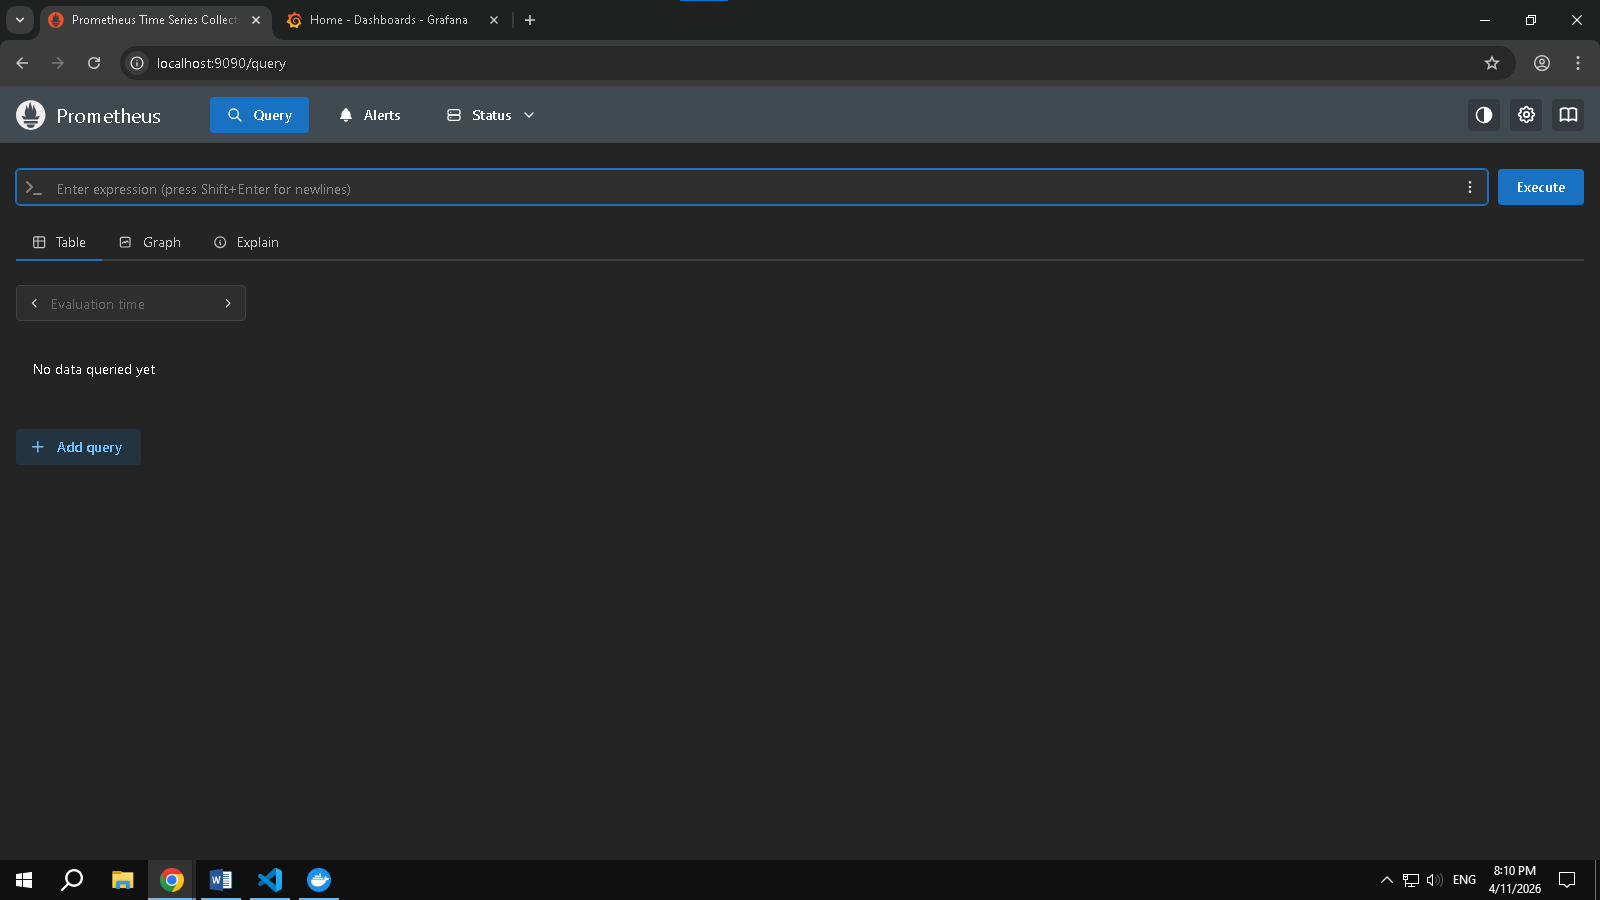 Prometheus Time Series Collect
Home - Dashboards - Grafana
localhost:9090/query
Prometheus
Query
Alerts
Status
Enter expression (press Shift+Enter for newlines)
Execute
Table
Graph
Explain
Evaluation time
No data queried yet
Add query
ENG
8:10 PM
4/11/2026